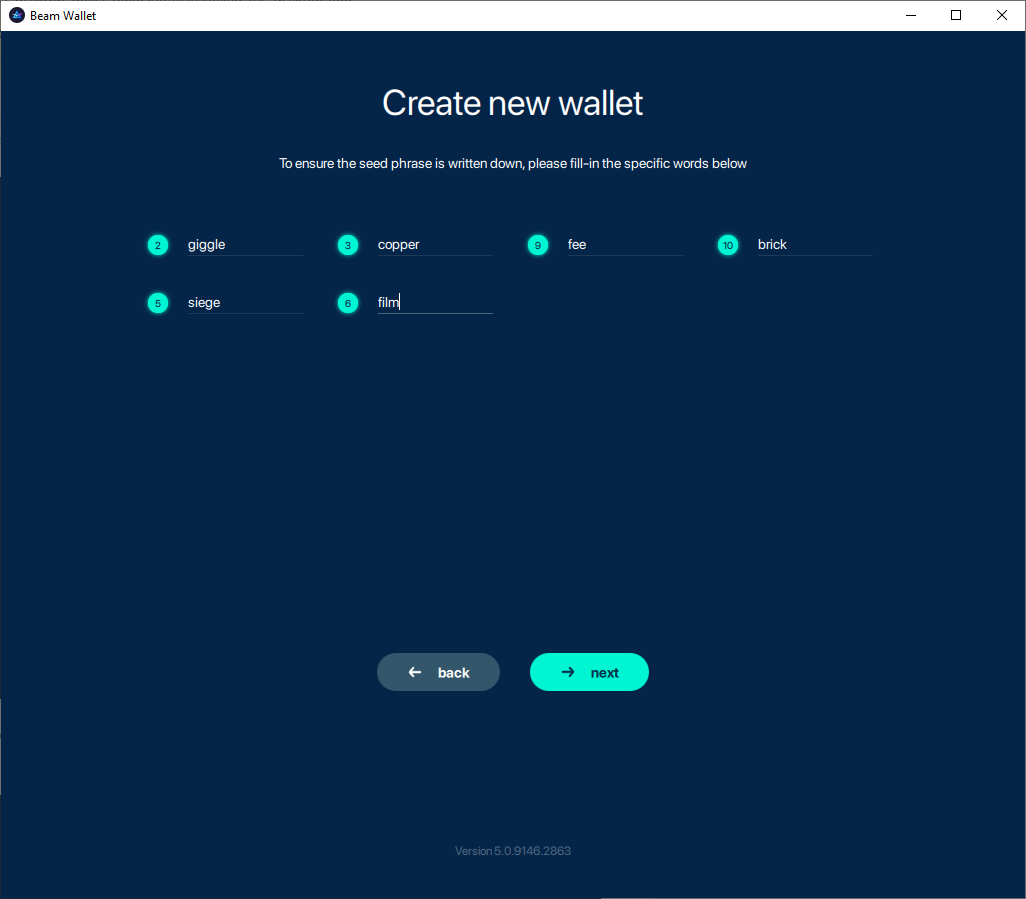 Beam Wallet
Create new wallet
To ensure the seed phrase is written down, please fill-in the specific words below
2 giggle 3 copper 9 fee 10 brick
5 siege 6 film
back next
Version 5.0.9146.2863